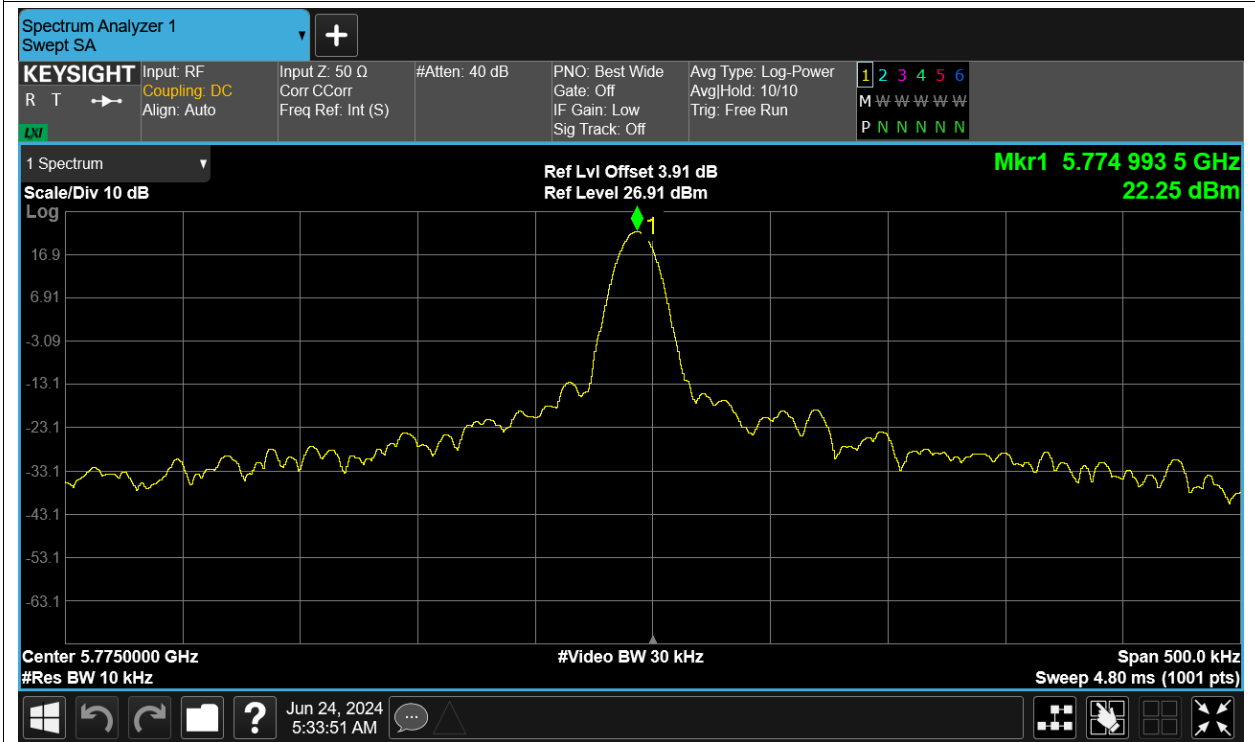 Spectrum Analyzer 1
Swept SA
KEYSIGHT
R T
LXI
Input: RF
Coupling: DC
Align: Auto
Input Z: 50 Ω
Corr CCorr
Freq Ref: Int (S)
#Atten: 40 dB
PNO: Best Wide
Gate: Off
IF Gain: Low
Sig Track: Off
Avg Type: Log-Power
Avg|Hold: 10/10
Trig: Free Run
1 2 3 4 5 6
M W W W W W
P N N N N N
1 Spectrum
Scale/Div 10 dB
Log
Ref Lvl Offset 3.91 dB
Ref Level 26.91 dBm
Mkr1 5.774 993 5 GHz
22.25 dBm
1
16.9
6.91
-3.09
-13.1
-23.1
-33.1
-43.1
-53.1
-63.1
Center 5.7750000 GHz
#Video BW 30 kHz
Span 500.0 kHz
#Res BW 10 kHz
Sweep 4.80 ms (1001 pts)
?
Jun 24, 2024
5:33:51 AM